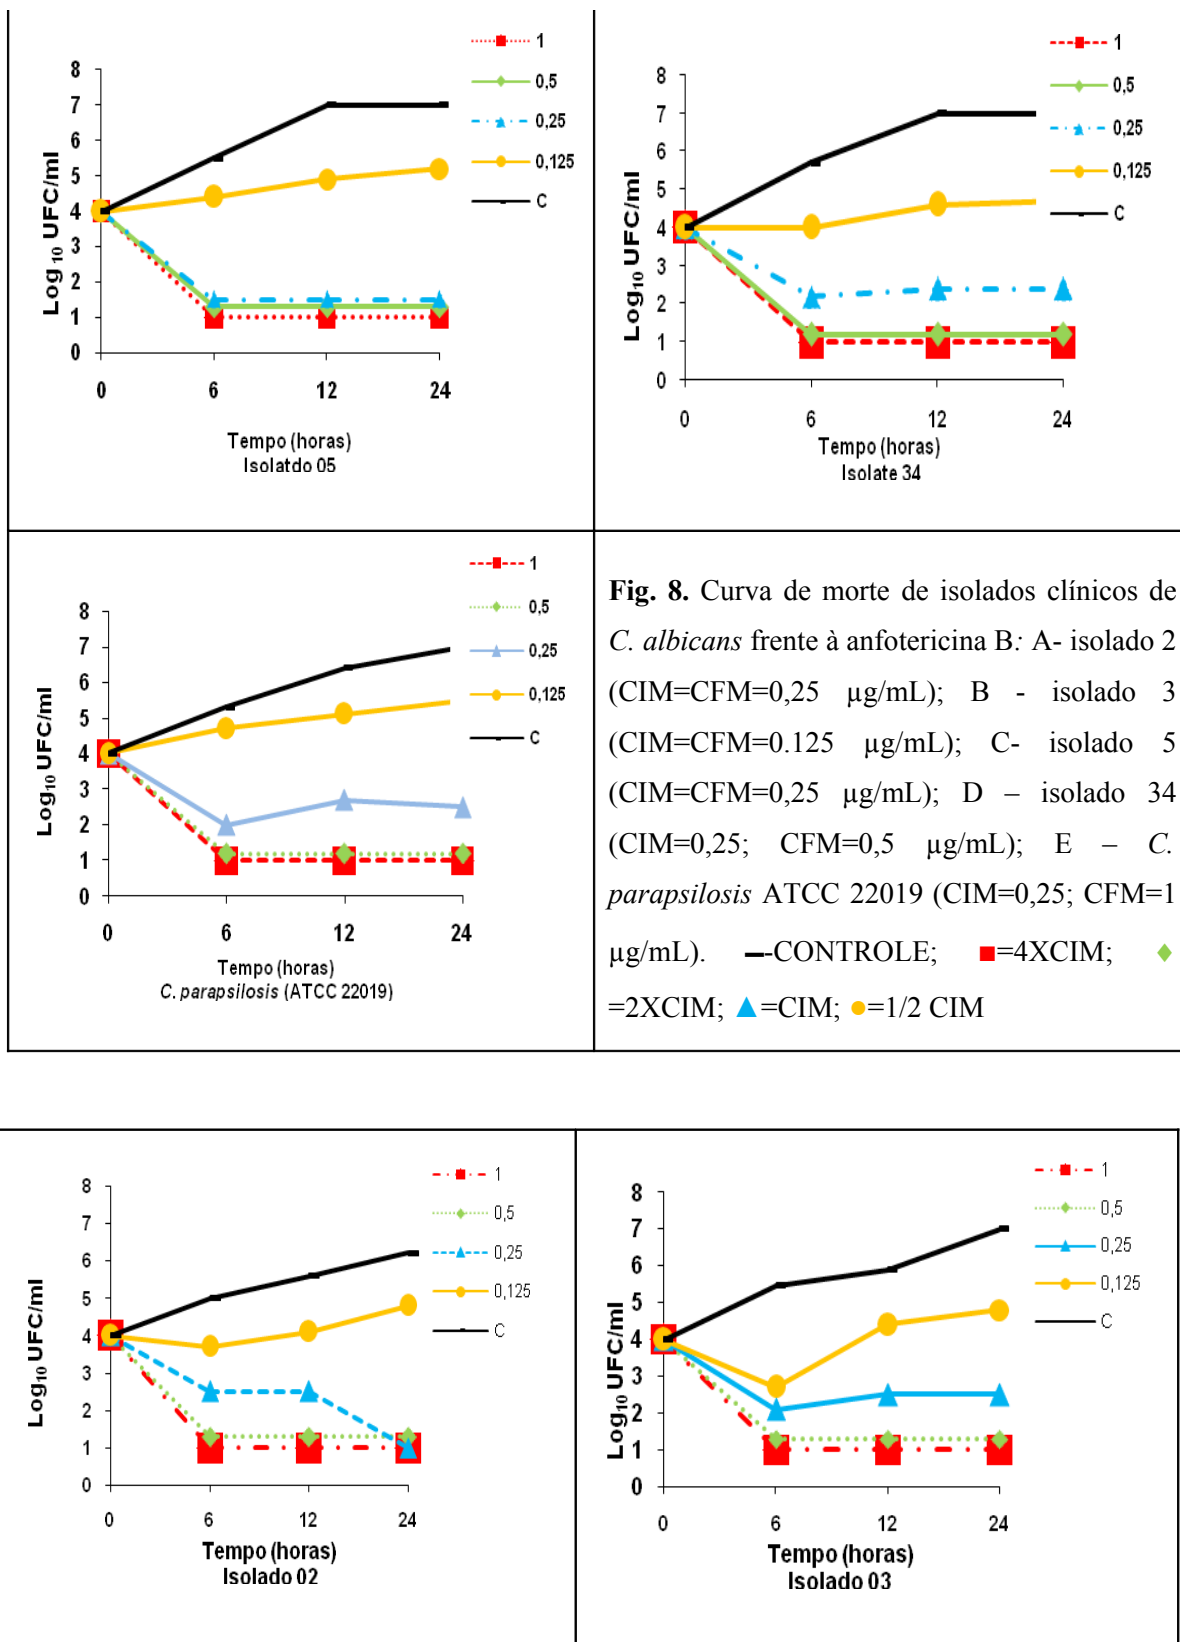 1
0,5
0,25
0,125
C
8
7
6
5
4
3
2
1
0
Log10 UFC/ml
0 6 12 24
Tempo (horas)
Isolatdo 05
1
0,5
0,25
0,125
C
8
7
6
5
4
3
2
1
0
Log10 UFC/ml
0 6 12 24
Tempo (horas)
Isolate 34
1
0,5
0,25
0,125
C
8
7
6
5
4
3
2
1
0
Log10 UFC/ml
0 6 12 24
Tempo (horas)
C. parapsilosis (ATCC 22019)
Fig. 8. Curva de morte de isolados clínicos de
C. albicans frente à anfotericina B: A- isolado 2
(CIM=CFM=0,25 µg/mL); B - isolado 3
(CIM=CFM=0.125 µg/mL); C- isolado 5
(CIM=CFM=0,25 µg/mL); D – isolado 34
(CIM=0,25; CFM=0,5 µg/mL); E – C.
parapsilosis ATCC 22019 (CIM=0,25; CFM=1
µg/mL). -CONTROLE; =4XCIM;
=2XCIM; =CIM; =1/2 CIM
1
0,5
0,25
0,125
C
8
7
6
5
4
3
2
1
0
Log10 UFC/ml
0 6 12 24
Tempo (horas)
Isolado 02
1
0,5
0,25
0,125
C
8
7
6
5
4
3
2
1
0
Log10 UFC/ml
0 6 12 24
Tempo (horas)
Isolado 03